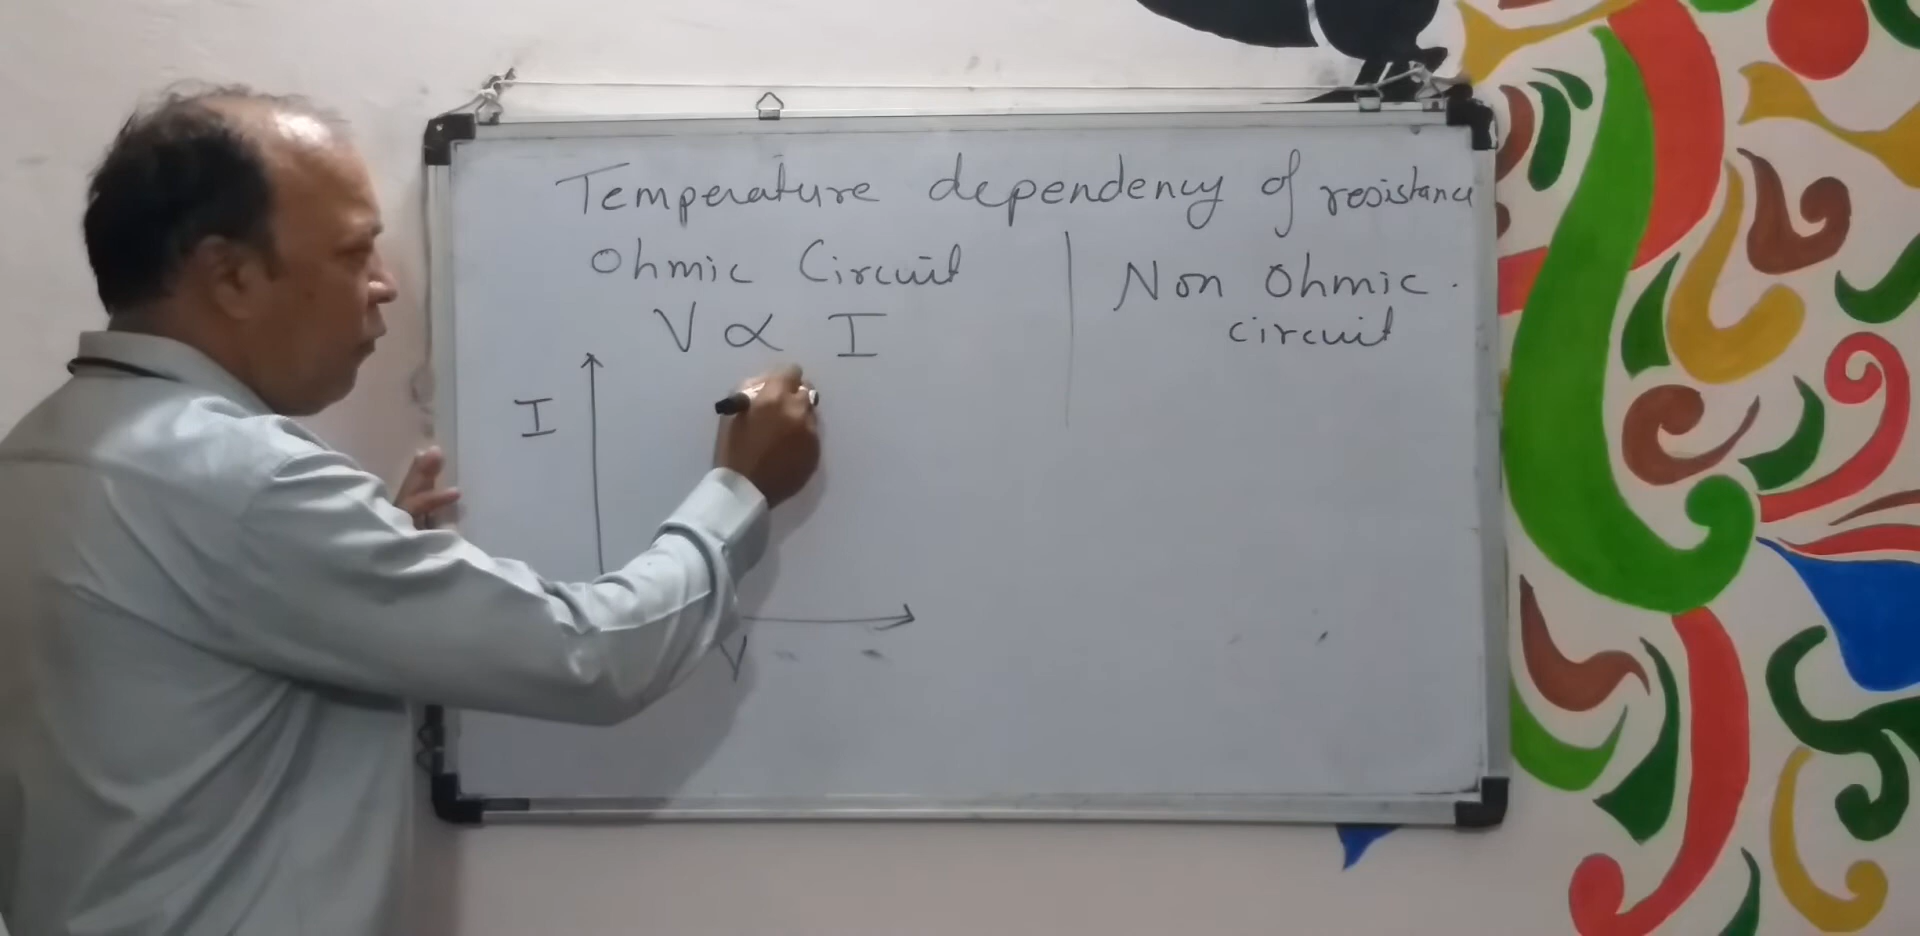 Temperature dependency of resistance
Ohmic Circuit
V ∝ I
I
V
Non Ohmic.
circuit